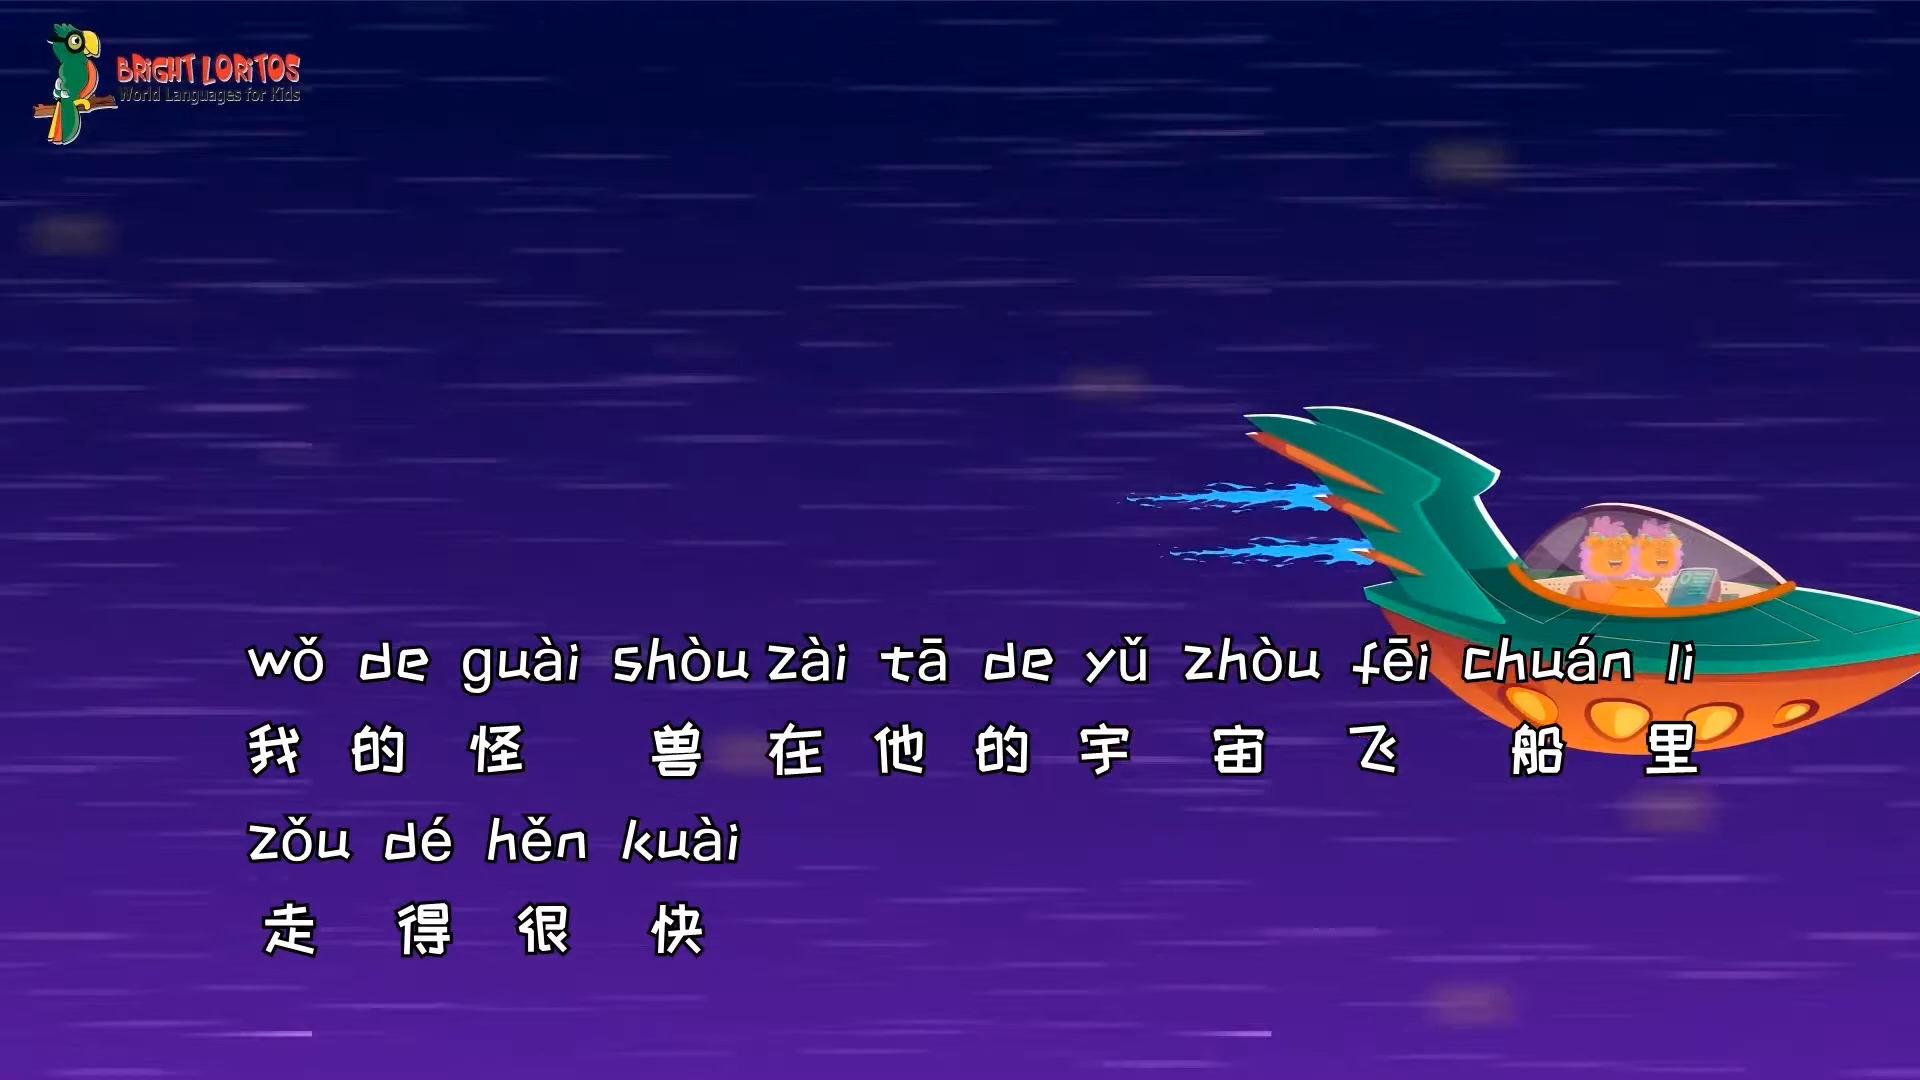 BRIGHT LORITOS
World Languages for Kids
wǒ de guài shòu zài tā de yǔ zhòu fēi chuán li
我的怪兽在他的宇宙飞船里
zǒu dé hěn kuài
走得很快